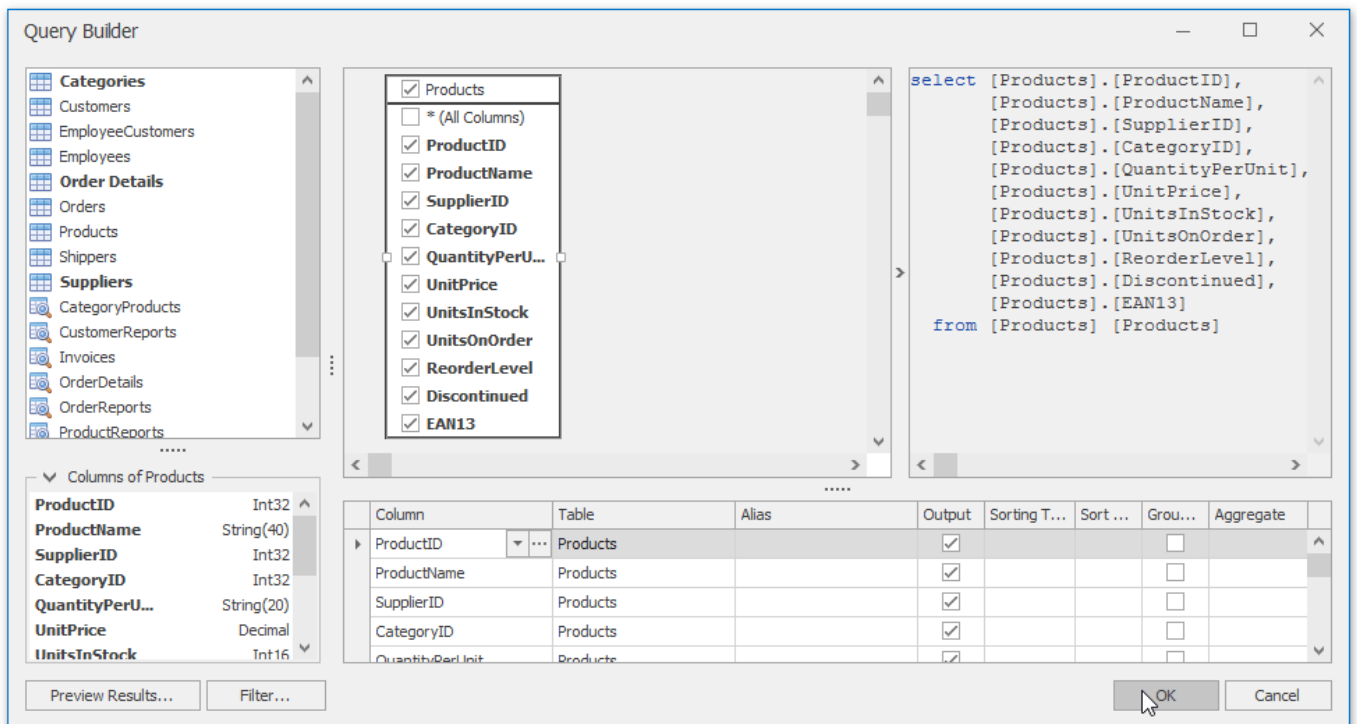 Query Builder
Categories
Customers
EmployeeCustomers
Employees
Order Details
Orders
Products
Shippers
Suppliers
CategoryProducts
CustomerReports
Invoices
OrderDetails
OrderReports
ProductReports
Columns of Products
ProductID Int32
ProductName String(40)
SupplierID Int32
CategoryID Int32
QuantityPerU... String(20)
UnitPrice Decimal
UnitsInStock Int16
Products
* (All Columns)
ProductID
ProductName
SupplierID
CategoryID
QuantityPerU...
UnitPrice
UnitsInStock
UnitsOnOrder
ReorderLevel
Discontinued
EAN13
select [Products].[ProductID],
[Products].[ProductName],
[Products].[SupplierID],
[Products].[CategoryID],
[Products].[QuantityPerUnit],
[Products].[UnitPrice],
[Products].[UnitsInStock],
[Products].[UnitsOnOrder],
[Products].[ReorderLevel],
[Products].[Discontinued],
[Products].[EAN13]
from [Products] [Products]
Column Table Alias Output Sorting T... Sort ... Grou... Aggregate
ProductID ... Products
ProductName Products
SupplierID Products
CategoryID Products
QuantityPerUnit Products
Preview Results... Filter... OK Cancel